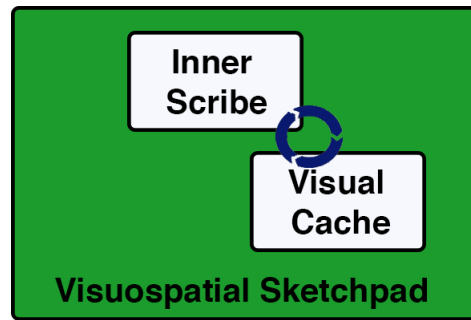 Inner
Scribe
Visual
Cache
Visuospatial Sketchpad